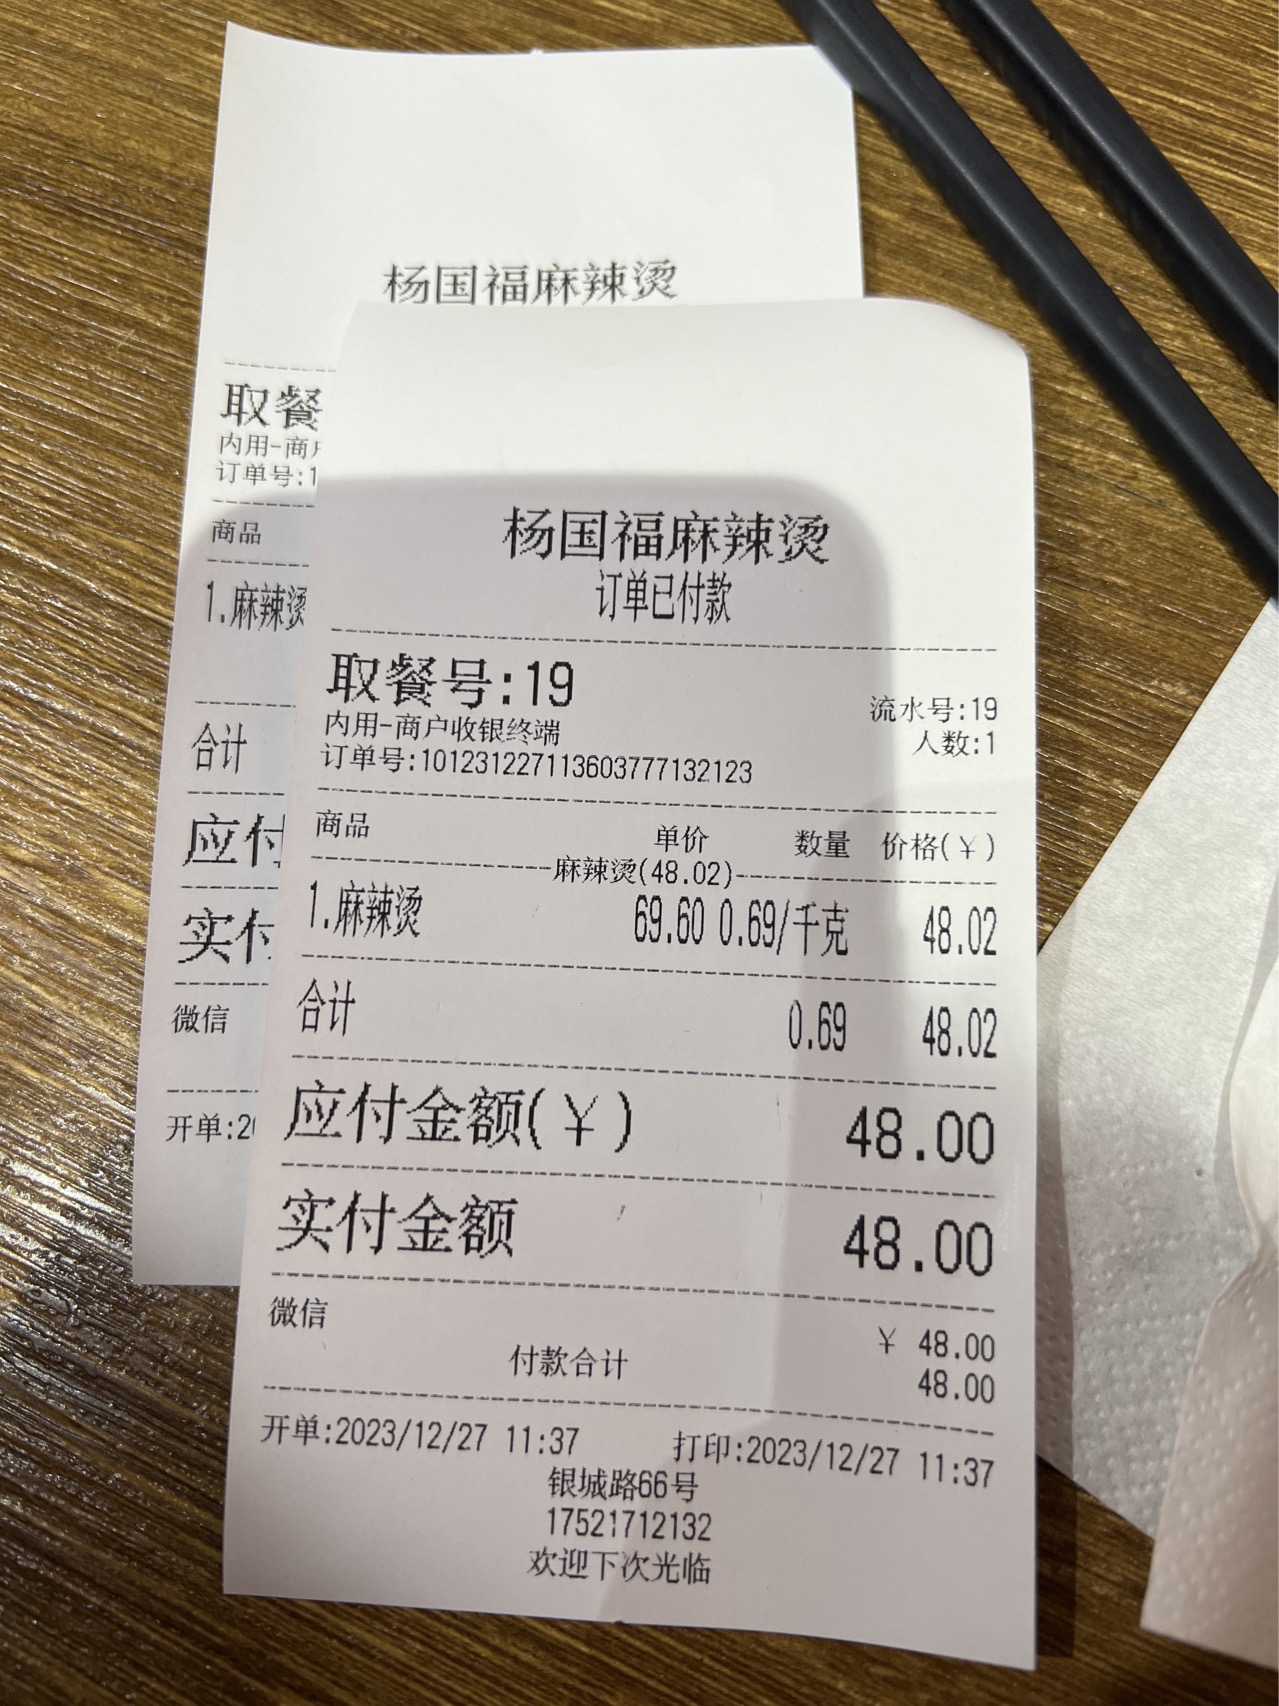 杨国福麻辣烫
取餐
内用-商
订单号:1
商品
1.麻辣烫
合计
应付
实付
微信
开单:20
杨国福麻辣烫
订单已付款
取餐号:19
流水号:19
内用-商户收银终端
人数:1
订单号:101231227113603777132123
商品 单价 数量 价格(¥)
麻辣烫(48.02)
1.麻辣烫 69.60 0.69/千克 48.02
合计 0.69 48.02
应付金额(¥) 48.00
实付金额 48.00
微信 ¥ 48.00
付款合计 48.00
开单:2023/12/27 11:37 打印:2023/12/27 11:37
银城路66号
17521712132
欢迎下次光临